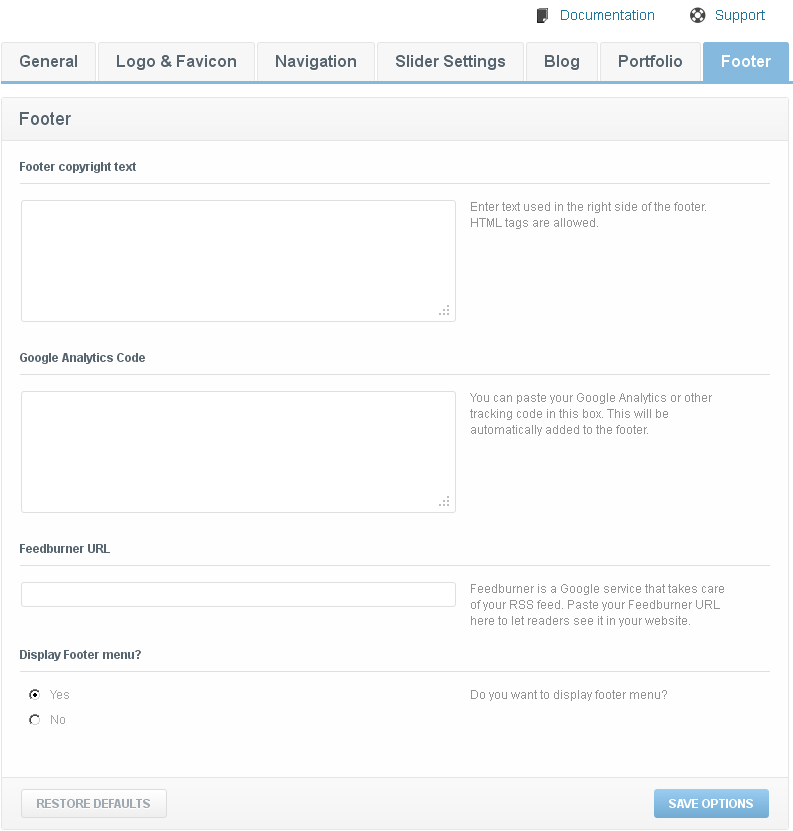 Documentation Support
General Logo & Favicon Navigation Slider Settings Blog Portfolio Footer
Footer
Footer copyright text
Enter text used in the right side of the footer.
HTML tags are allowed.
Google Analytics Code
You can paste your Google Analytics or other
tracking code in this box. This will be
automatically added to the footer.
Feedburner URL
Feedburner is a Google service that takes care
of your RSS feed. Paste your Feedburner URL
here to let readers see it in your website.
Display Footer menu?
Yes Do you want to display footer menu?
No
RESTORE DEFAULTS SAVE OPTIONS